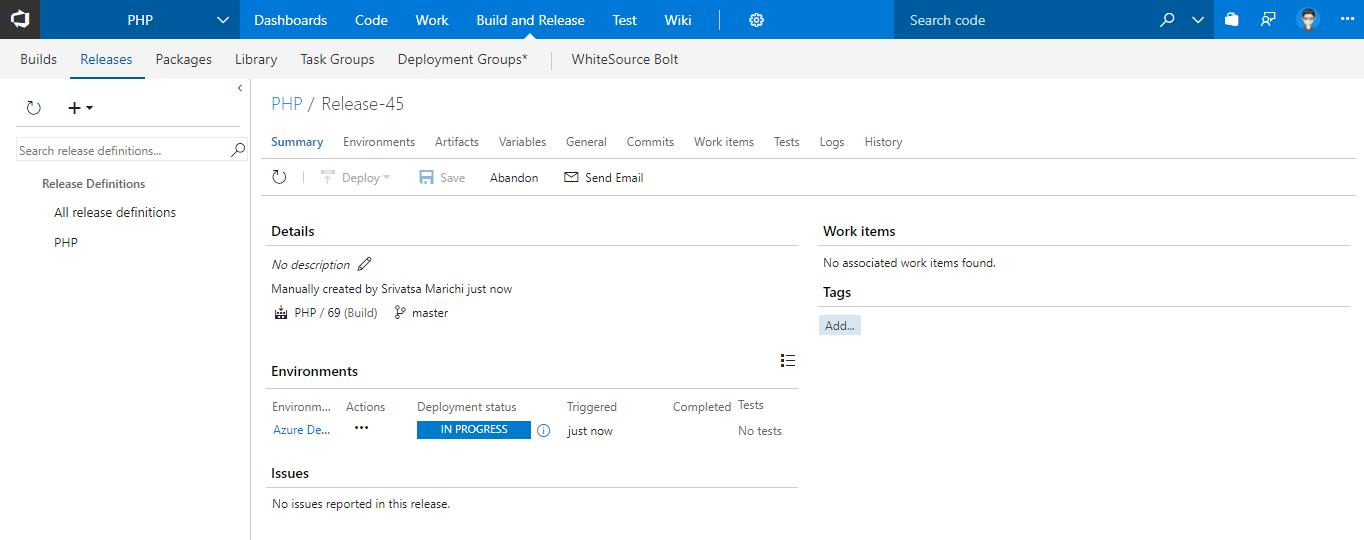 PHP Dashboards Code Work Build and Release Test Wiki Search code
Builds Releases Packages Library Task Groups Deployment Groups* WhiteSource Bolt
Search release definitions...
Release Definitions
All release definitions
PHP
PHP / Release-45
Summary Environments Artifacts Variables General Commits Work items Tests Logs History
Deploy Save Abandon Send Email
Details
No description
Manually created by Srivatsa Marichi just now
PHP / 69 (Build) master
Environments
Environm... Actions Deployment status Triggered Completed Tests
Azure De... ••• IN PROGRESS just now No tests
Issues
No issues reported in this release.
Work items
No associated work items found.
Tags
Add...